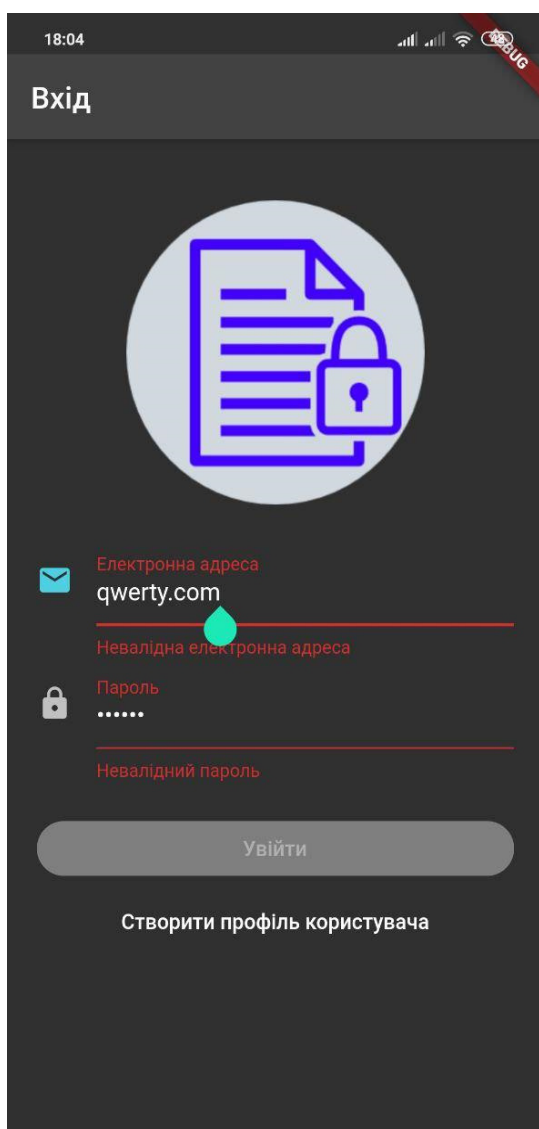 18:04
DEBUG
Вхід
Електронна адреса
qwerty.com
Невалідна електронна адреса
Пароль
••••••
Невалідний пароль
Увійти
Створити профіль користувача